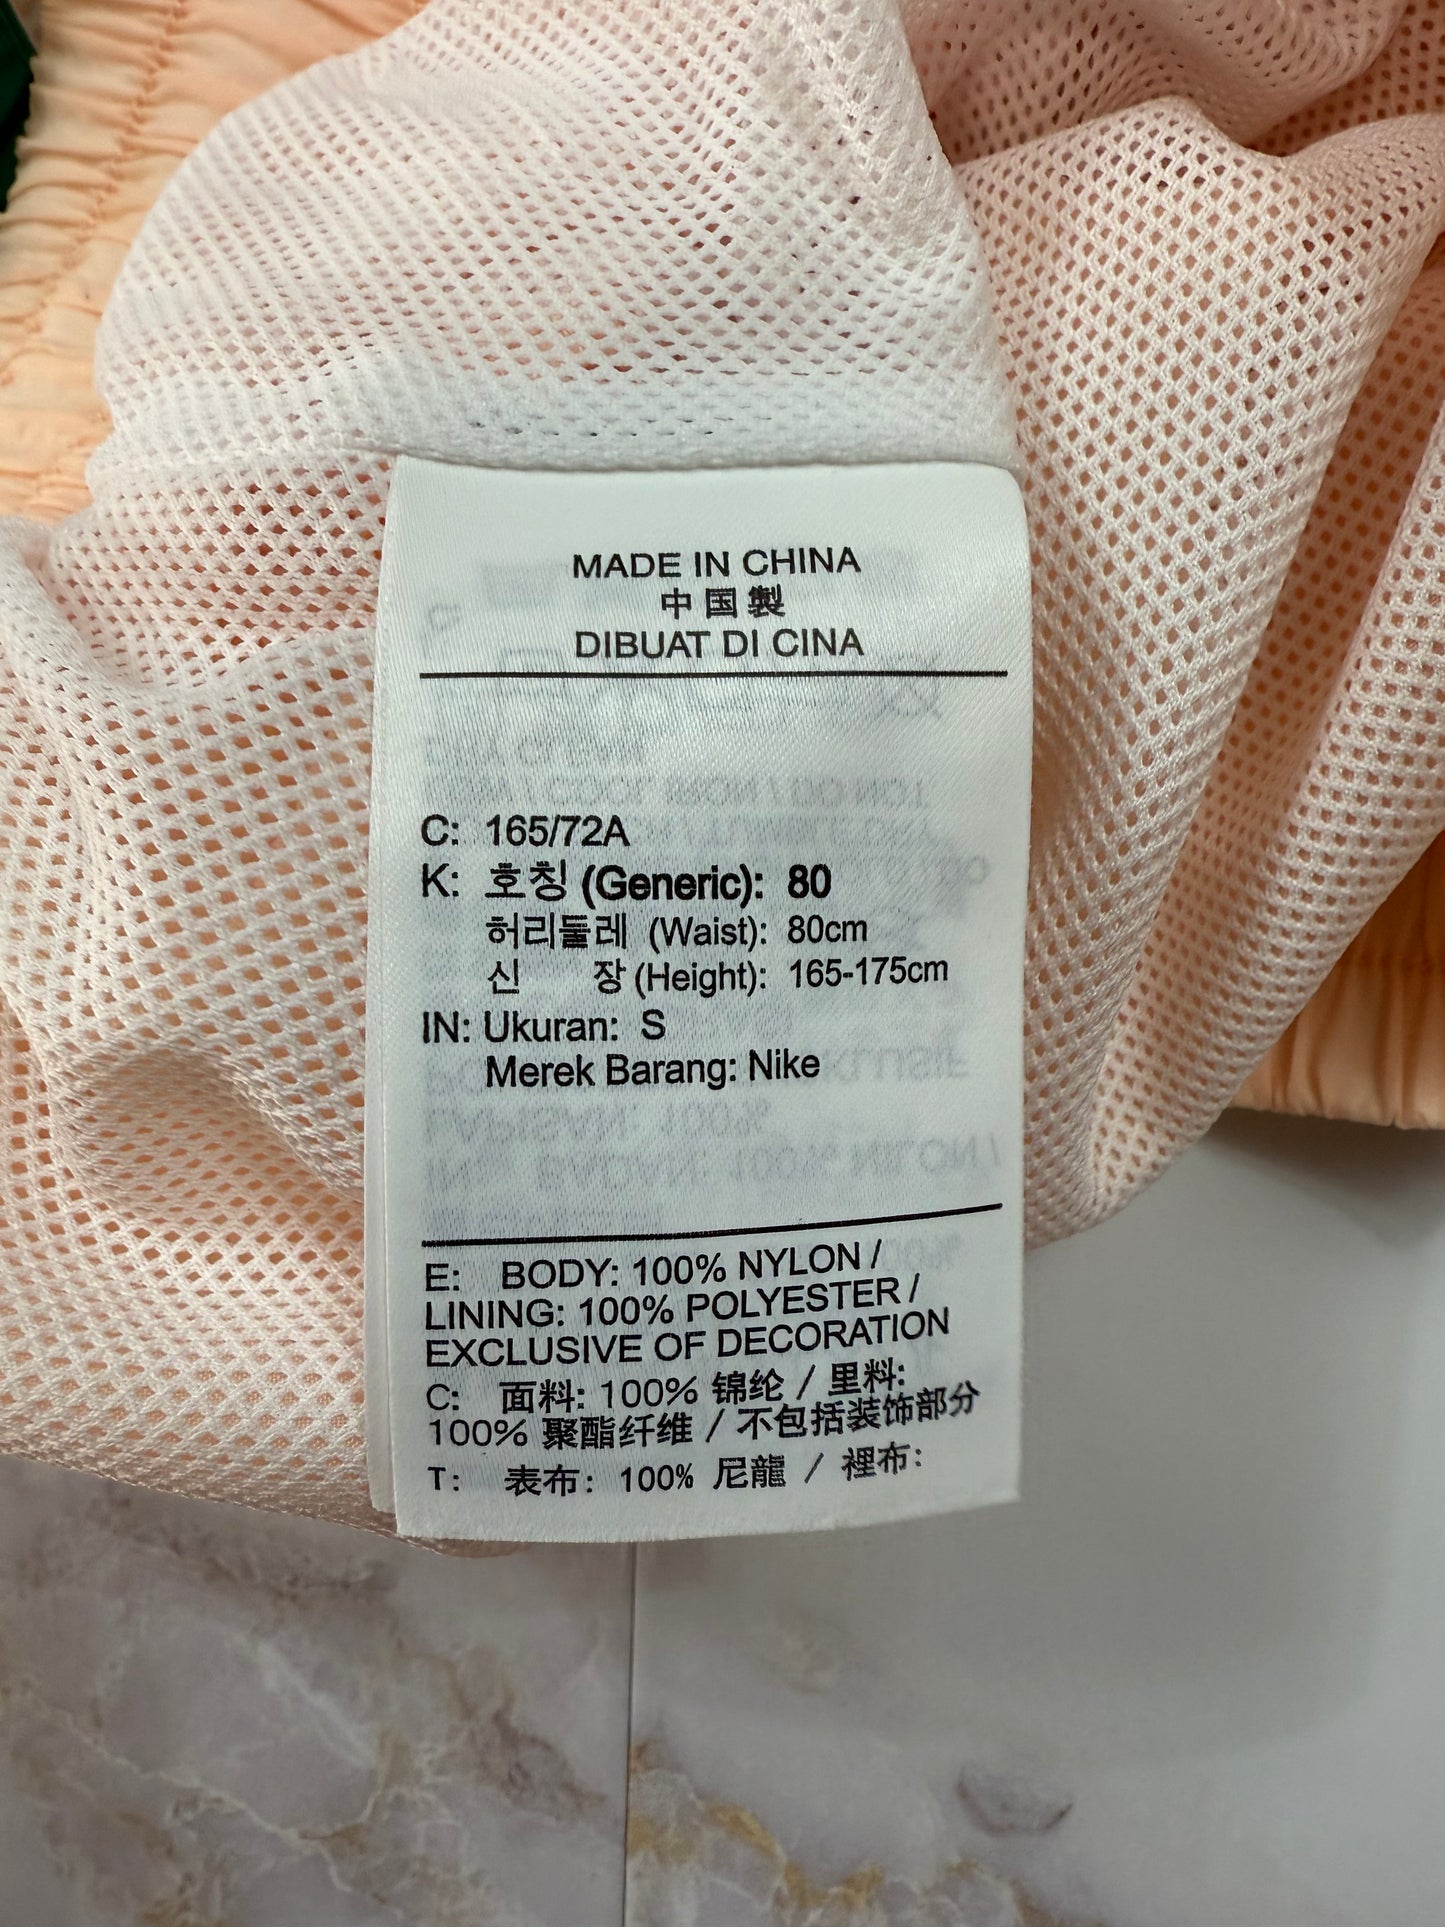 MADE IN CHINA
中国製
DIBUAT DI CINA
C: 165/72A
K: 호칭 (Generic): 80
허리둘레 (Waist): 80cm
신 장 (Height): 165-175cm
IN: Ukuran: S
Merek Barang: Nike
E: BODY: 100% NYLON /
LINING: 100% POLYESTER /
EXCLUSIVE OF DECORATION
C: 面料: 100% 锦纶 / 里料:
100% 聚酯纤维 / 不包括装饰部分
T: 表布: 100% 尼龍 / 裡布: